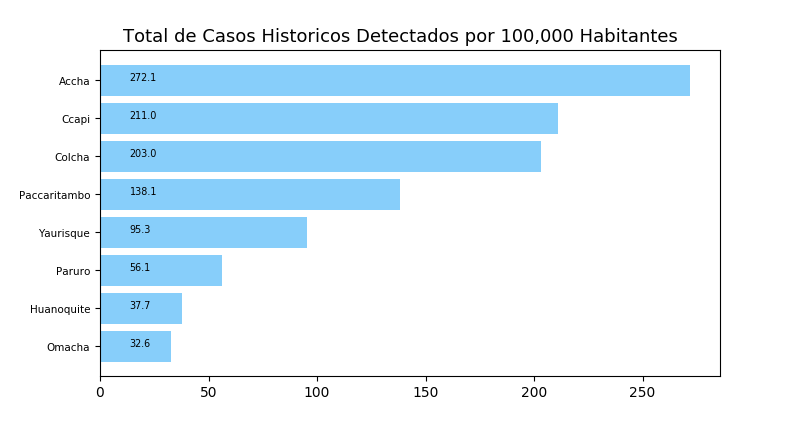 Total de Casos Historicos Detectados por 100,000 Habitantes
Accha 272.1
Ccapi 211.0
Colcha 203.0
Paccaritambo 138.1
Yaurisque 95.3
Paruro 56.1
Huanoquite 37.7
Omacha 32.6
0 50 100 150 200 250